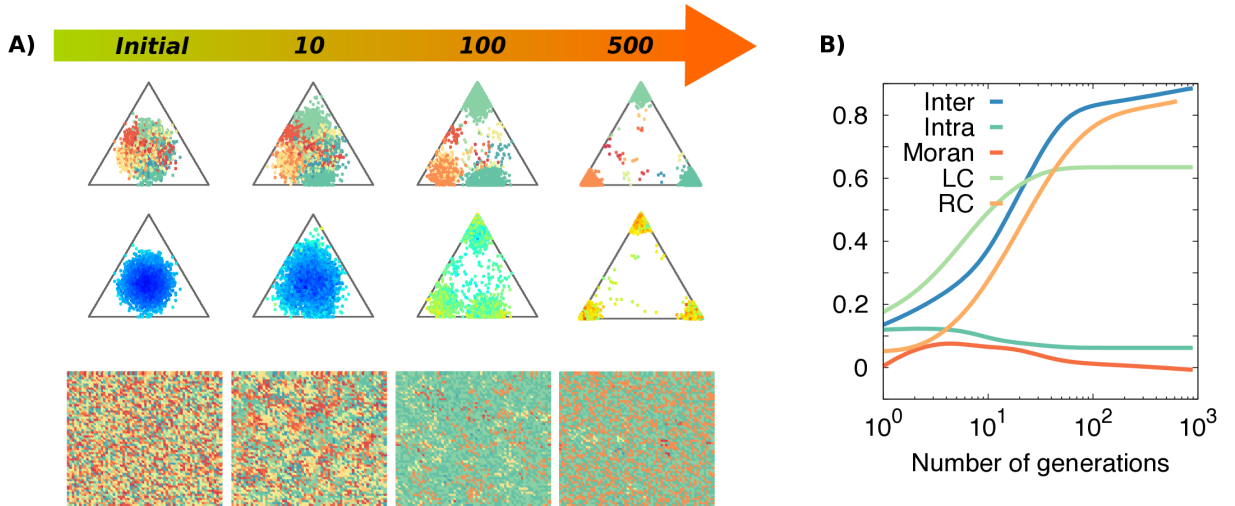 A)
Initial 10 100 500
B)
Inter
Intra
Moran
LC
RC
0.8
0.6
0.4
0.2
0
10^0 10^1 10^2 10^3
Number of generations